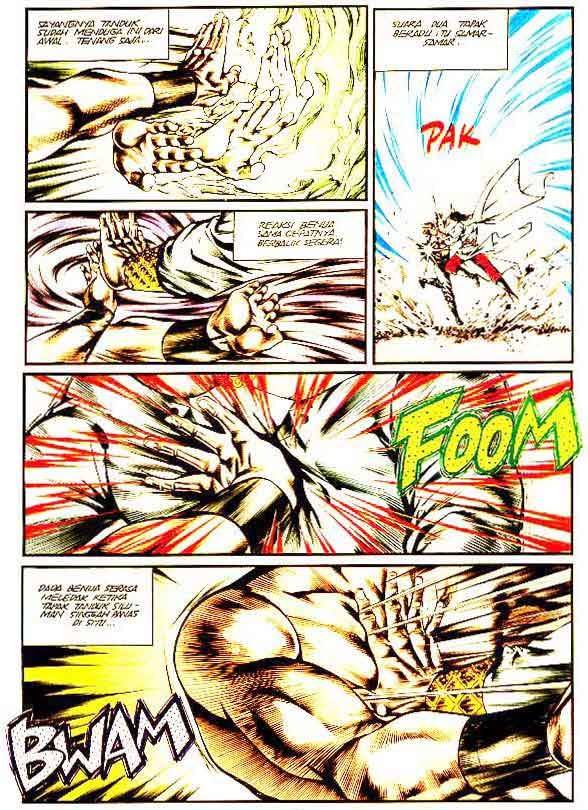 SAYANGNYA TANDUK
SUDAH MENDUGA INI DARI
AWAL. TENANG SAJA...
SUARA DUA TAPAK
BERADU ITU SAMAR-
SAMAR.
PAK
REAKSI BENUA
SAMA CEPATNYA
BERBALIK SEGERA!
FOOM
DADA BENUA SERASA
MELEDAK KETIKA
TAPAK TANDUK SILU-
MAN SINGGAH PANAS
DI SITU...
BWAM